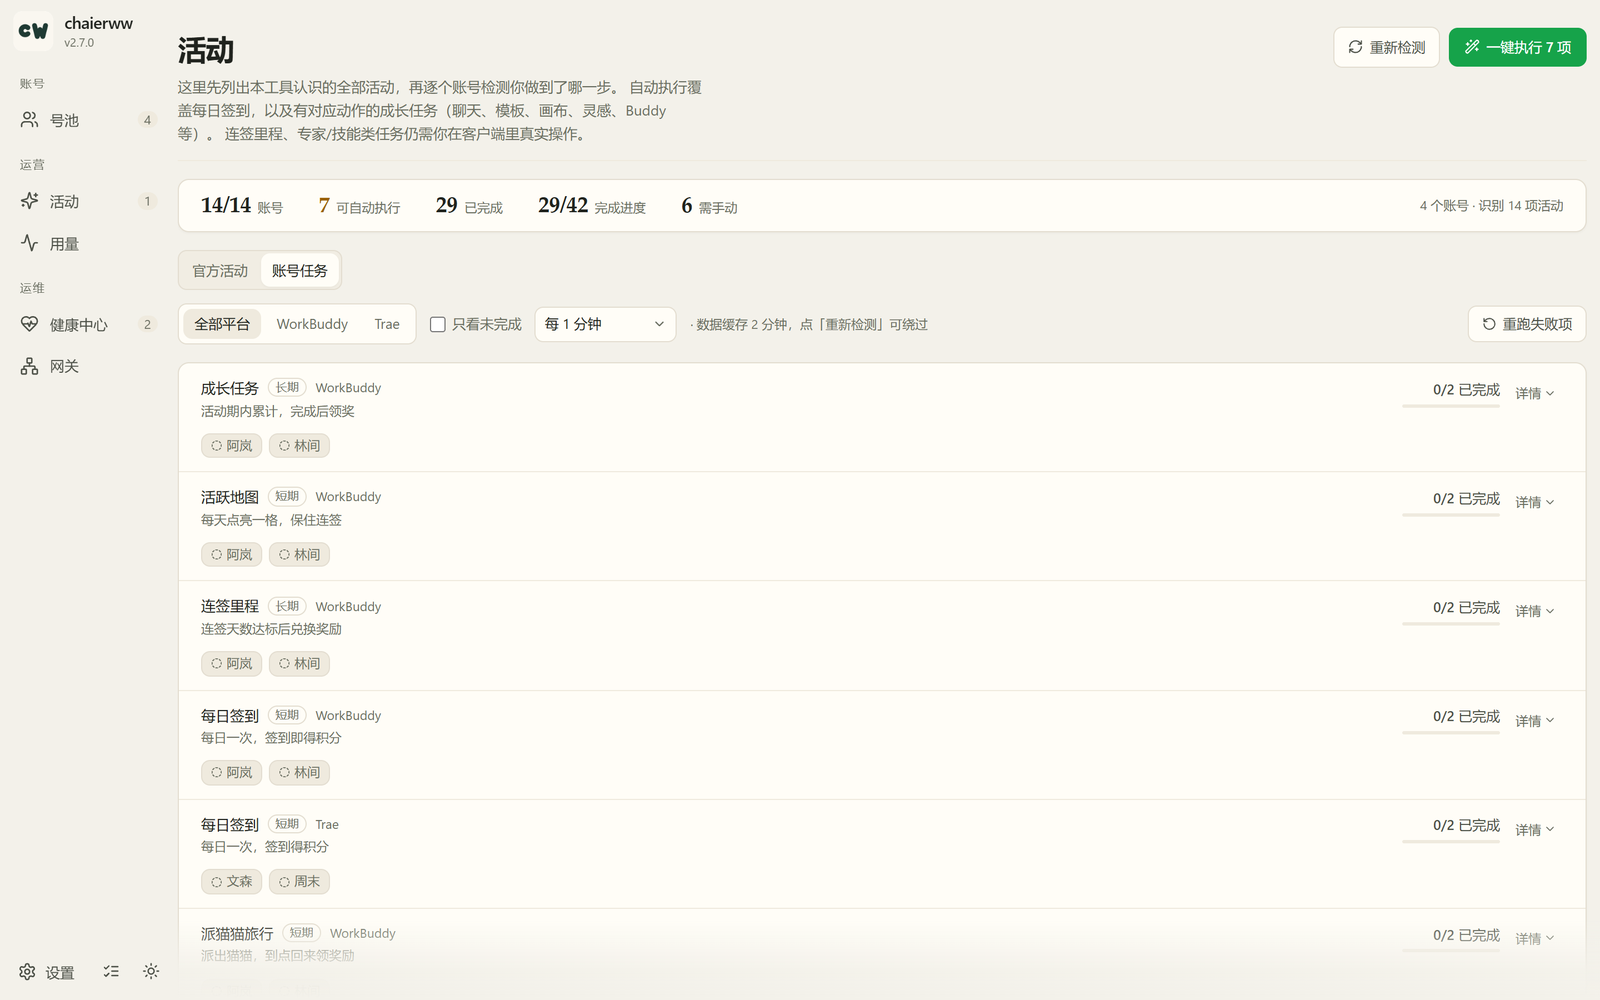 cw
chaierww
v2.7.0
账号
号池 4
运营
活动 1
用量
运维
健康中心 2
网关
设置
活动
这里先列出本工具认识的全部活动，再逐个账号检测你做到了哪一步。 自动执行覆
盖每日签到，以及有对应动作的成长任务（聊天、模板、画布、灵感、Buddy
等）。 连签里程、专家/技能类任务仍需你在客户端里真实操作。
重新检测
一键执行 7 项
14/14 账号 7 可自动执行 29 已完成 29/42 完成进度 6 需手动
4 个账号 · 识别 14 项活动
官方活动 账号任务
全部平台 WorkBuddy Trae 只看未完成 每 1 分钟 · 数据缓存 2 分钟，点「重新检测」可绕过
重跑失败项
成长任务 长期 WorkBuddy
活动期内累计，完成后领奖
阿岚 林间
0/2 已完成 详情
活跃地图 短期 WorkBuddy
每天点亮一格，保住连签
阿岚 林间
0/2 已完成 详情
连签里程 长期 WorkBuddy
连签天数达标后兑换奖励
阿岚 林间
0/2 已完成 详情
每日签到 短期 WorkBuddy
每日一次，签到即得积分
阿岚 林间
0/2 已完成 详情
每日签到 短期 Trae
每日一次，签到得积分
文森 周末
0/2 已完成 详情
派猫猫旅行 短期 WorkBuddy
派出猫猫，到点回来领奖励
0/2 已完成 详情